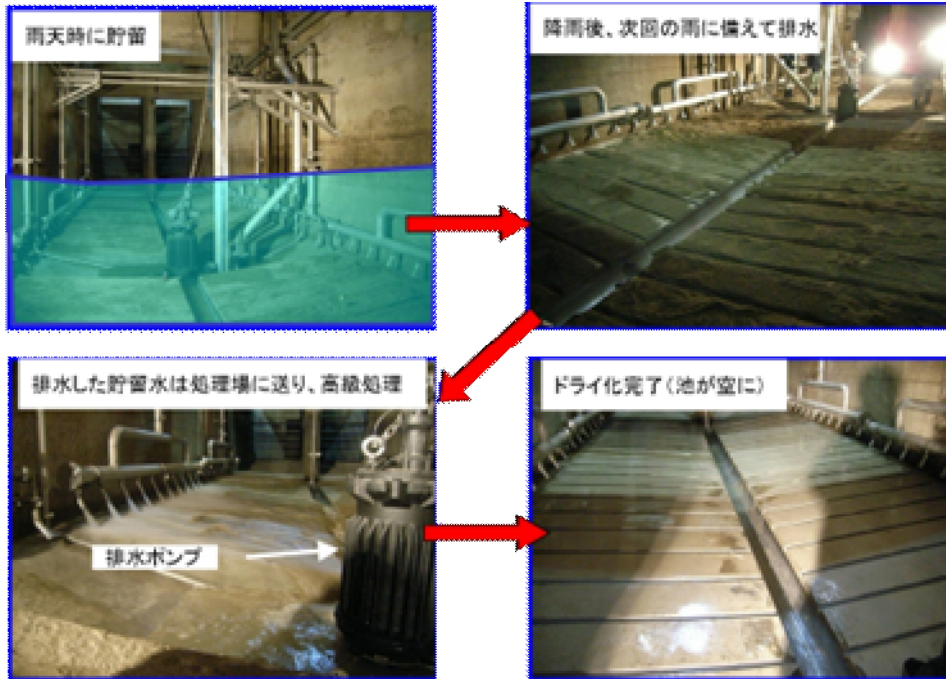 雨天時に貯留
降雨後、次回の雨に備えて排水
排水した貯留水は処理場に送り、高級処理
排水ポンプ
ドライ化完了(池が空に)